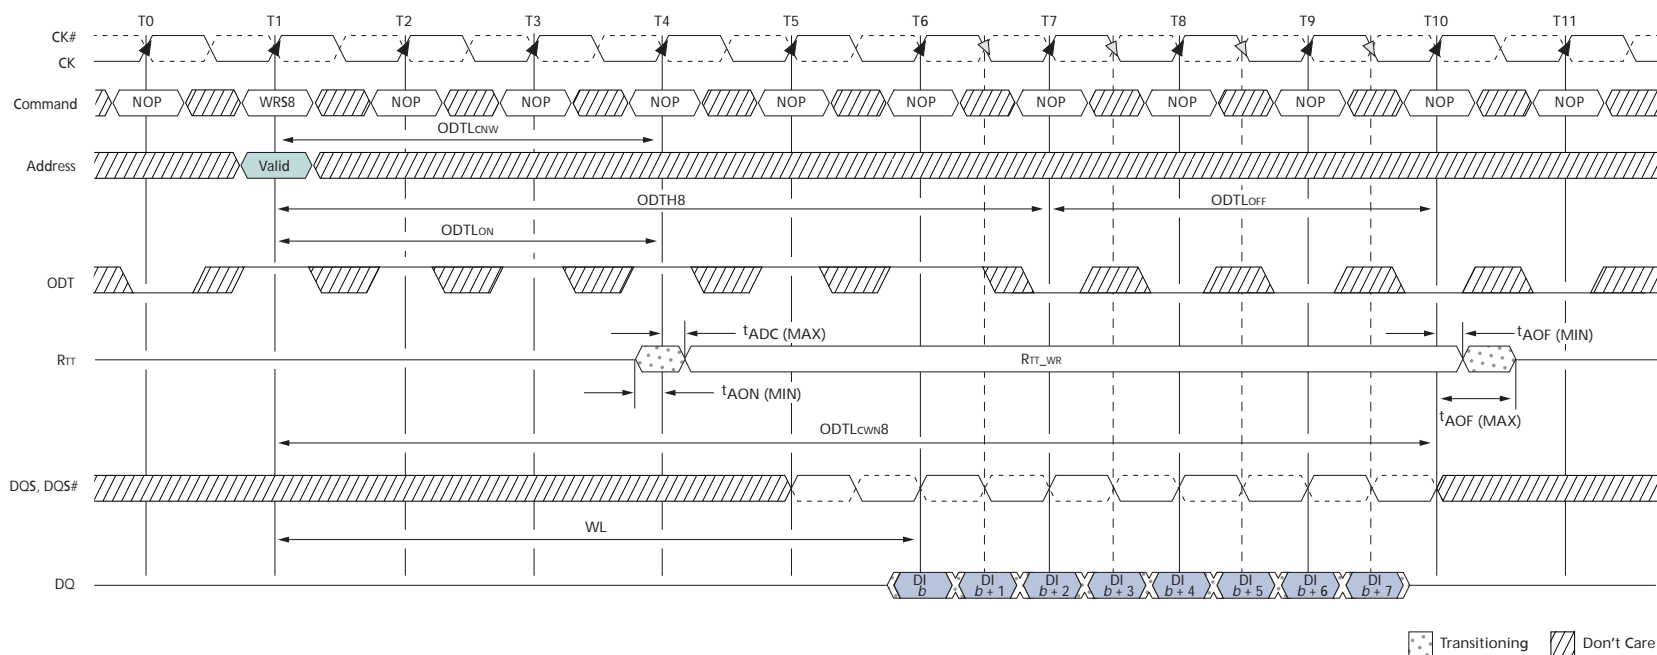 T0 T1 T2 T3 T4 T5 T6 T7 T8 T9 T10 T11
CK#
CK
Command NOP WRS8 NOP NOP NOP NOP NOP NOP NOP NOP NOP NOP
ODTLCNW
Address Valid
ODTH8 ODTLOFF
ODTLON
ODT
tADC (MAX) tAOF (MIN)
RTT RTT_WR
tAON (MIN)
tAOF (MAX)
ODTLCWN8
DQS, DQS#
WL
DQ DI b DI b + 1 DI b + 2 DI b + 3 DI b + 4 DI b + 5 DI b + 6 DI b + 7
Transitioning Don't Care